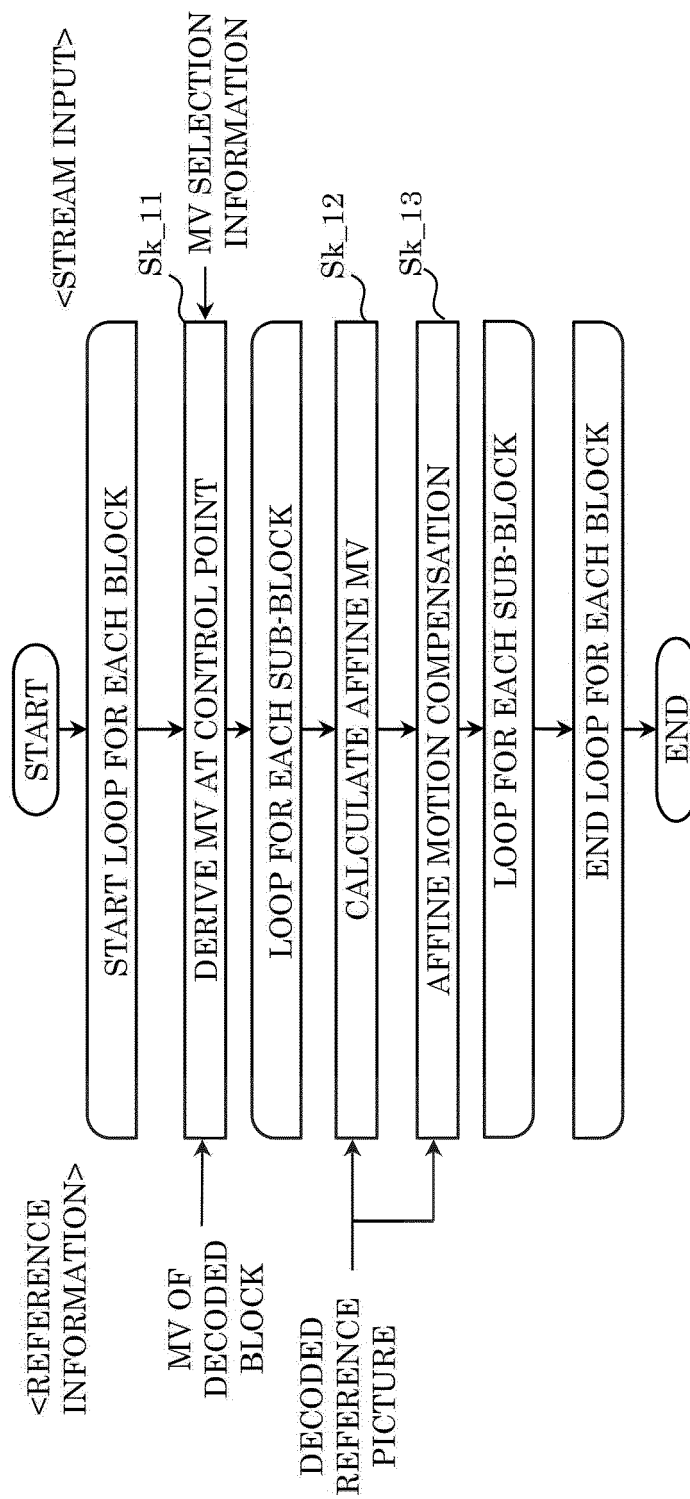 <REFERENCE
INFORMATION>
<STREAM INPUT>
START
START LOOP FOR EACH BLOCK
Sk_11
MV OF
DECODED
BLOCK
DERIVE MV AT CONTROL POINT
MV SELECTION
INFORMATION
LOOP FOR EACH SUB-BLOCK
Sk_12
DECODED
REFERENCE
PICTURE
CALCULATE AFFINE MV
Sk_13
AFFINE MOTION COMPENSATION
LOOP FOR EACH SUB-BLOCK
END LOOP FOR EACH BLOCK
END